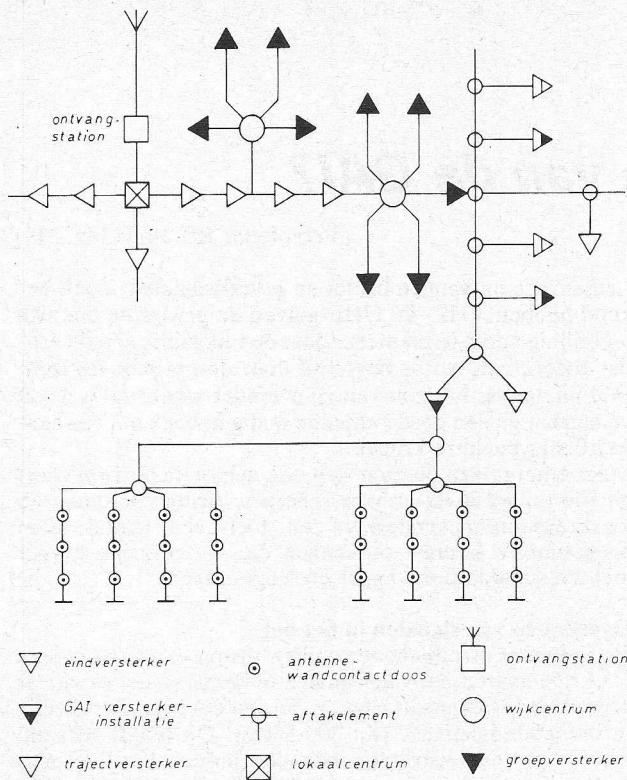 ontvang-
station
eindversterker
antenne-
wandcontactdoos
ontvangstation
GAI versterker-
installatie
aftakelement
wijkcentrum
trajectversterker
lokaalcentrum
groepversterker